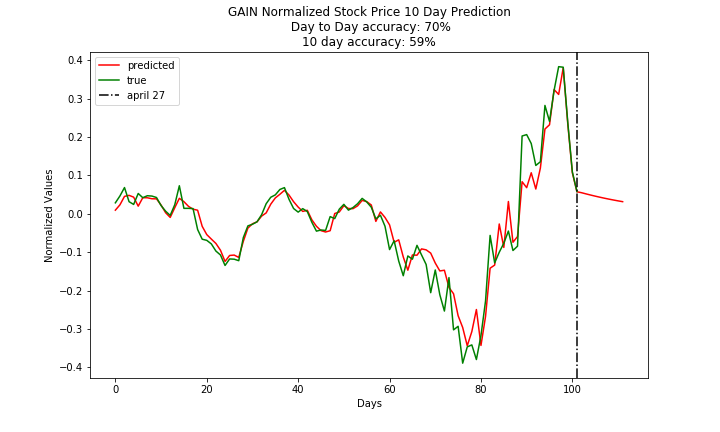 GAIN Normalized Stock Price 10 Day Prediction
Day to Day accuracy: 70%
10 day accuracy: 59%
predicted
true
april 27
Normalized Values
0.4
0.3
0.2
0.1
0.0
−0.1
−0.2
−0.3
−0.4
0 20 40 60 80 100
Days